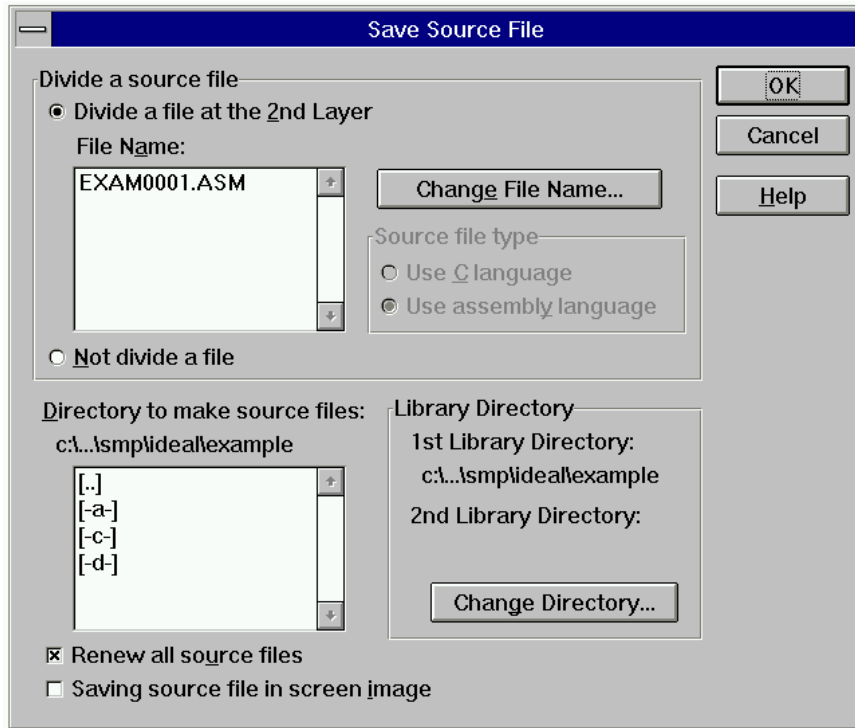 Save Source File
Divide a source file
OK
Divide a file at the 2nd Layer
Cancel
File Name:
EXAM0001.ASM
Change File Name...
Help
Source file type
Use C language
Use assembly language
Not divide a file
Directory to make source files:
c:\...\smp\ideal\example
[..]
[-a-]
[-c-]
[-d-]
Library Directory
1st Library Directory:
c:\...\smp\ideal\example
2nd Library Directory:
Change Directory...
Renew all source files
Saving source file in screen image